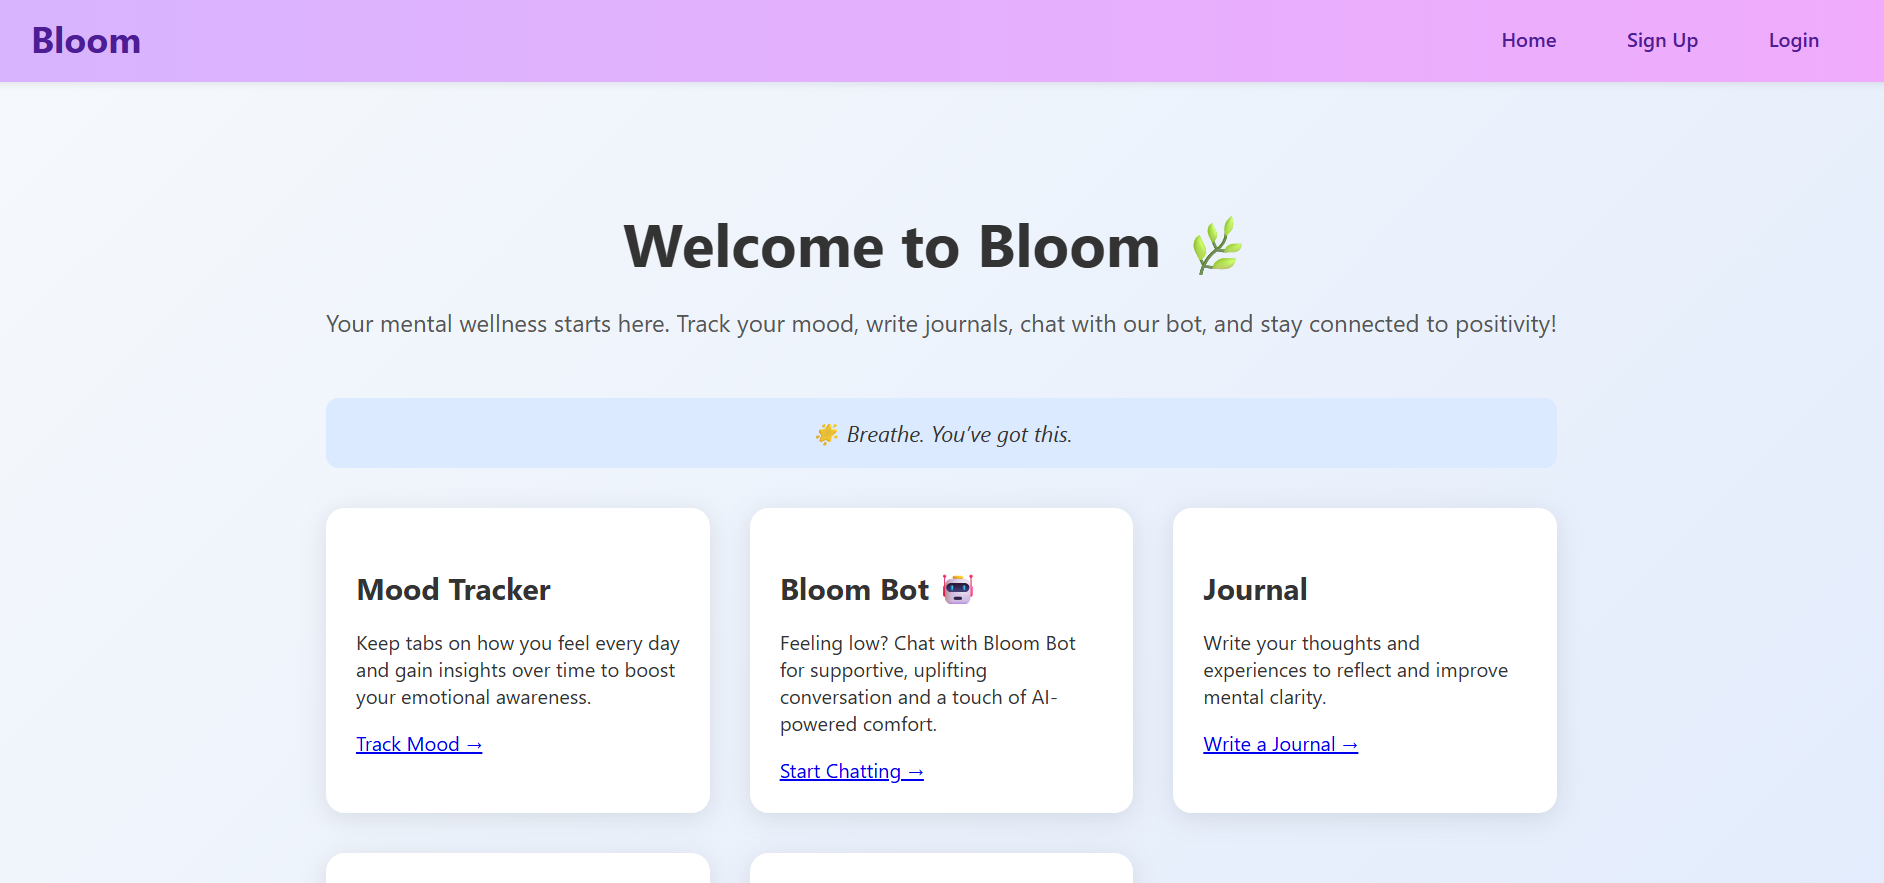 Bloom
Home
Sign Up
Login
Welcome to Bloom 🌿
Your mental wellness starts here. Track your mood, write journals, chat with our bot, and stay connected to positivity!
🌟 Breathe. You’ve got this.
Mood Tracker
Keep tabs on how you feel every day
and gain insights over time to boost
your emotional awareness.
Track Mood →
Bloom Bot 🤖
Feeling low? Chat with Bloom Bot
for supportive, uplifting
conversation and a touch of AI-
powered comfort.
Start Chatting →
Journal
Write your thoughts and
experiences to reflect and improve
mental clarity.
Write a Journal →